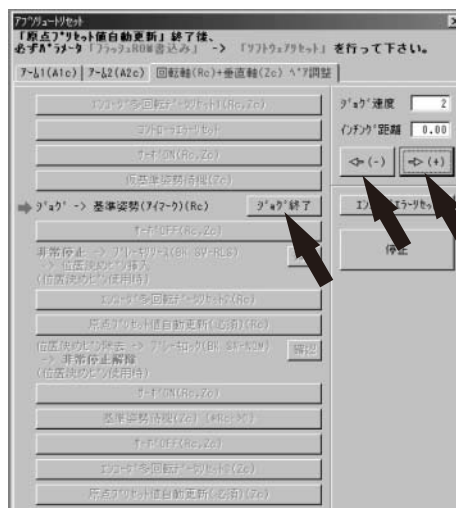 アブソリュートリセット
「原点プリセット値自動更新」終了後、
必ずパラメータ「フラッシュROM書込み」 -> 「ソフトウェアリセット」 を行って下さい。
アーム1(A1c) アーム2(A2c) 回転軸(Rc)+垂直軸(Zc) ペア調整
エンコーダ多回転データリセット1(Rc,Zc)
コントローラエラーリセット
サーボON(Rc,Zc)
仮基準姿勢待機(Zc)
ジョグ -> 基準姿勢(アイマーク)(Rc) ジョグ終了
サーボOFF(Rc,Zc)
非常停止 -> ブレーキリリース(BK SW-RLS)
-> 位置決めピン挿入
(位置決めピン使用時)
エンコーダ多回転データリセット2(Rc)
原点プリセット値自動更新(必須)(Rc)
位置決めピン除去 -> ブレーキロック(BK SW-NOM) 確認
-> 非常停止解除
(位置決めピン使用時)
サーボON(Rc,Zc)
基準姿勢待機(Zc)
サーボOFF(Rc,Zc)
エンコーダ多回転データリセット2(Zc)
原点プリセット値自動更新(必須)(Zc)
ジョグ速度 2
インチング距離 0.00
(-) (+)
停止